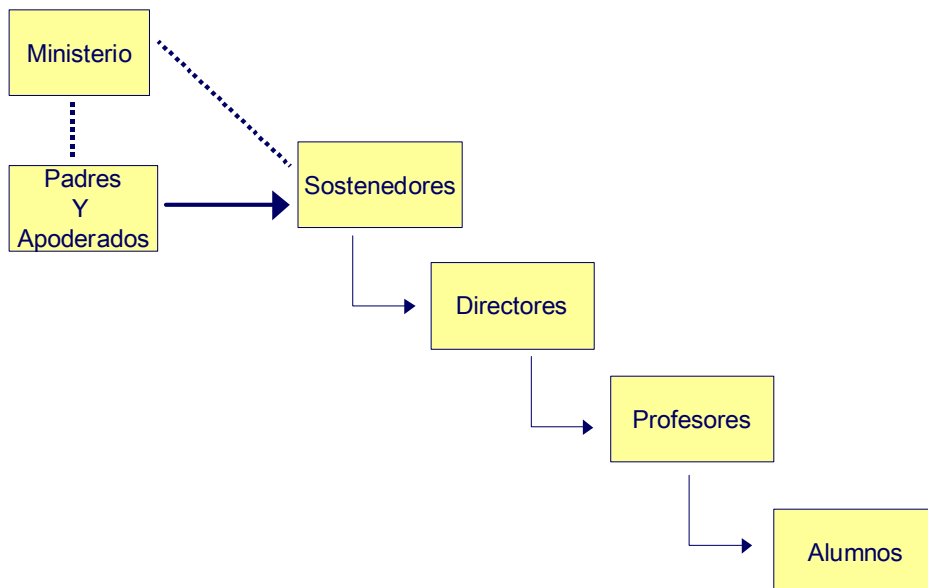 Ministerio
Padres
Y
Apoderados
Sostenedores
Directores
Profesores
Alumnos